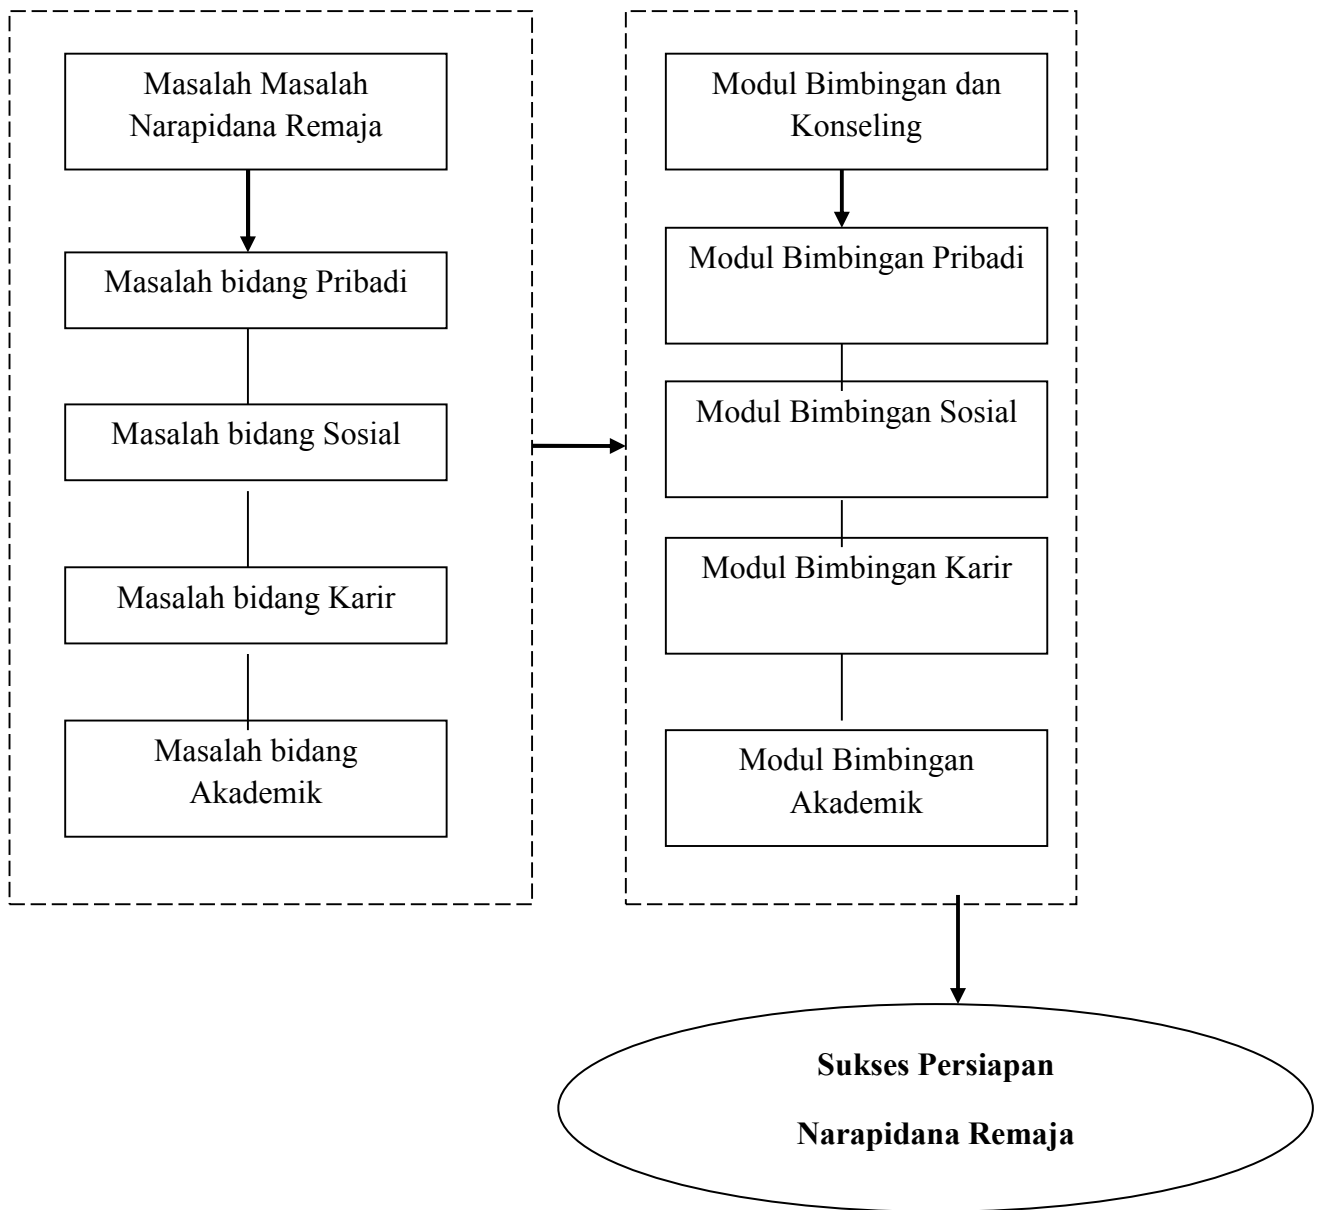 Masalah Masalah
Narapidana Remaja
Masalah bidang Pribadi
Masalah bidang Sosial
Masalah bidang Karir
Masalah bidang
Akademik
Modul Bimbingan dan
Konseling
Modul Bimbingan Pribadi
Modul Bimbingan Sosial
Modul Bimbingan Karir
Modul Bimbingan
Akademik
Sukses Persiapan
Narapidana Remaja